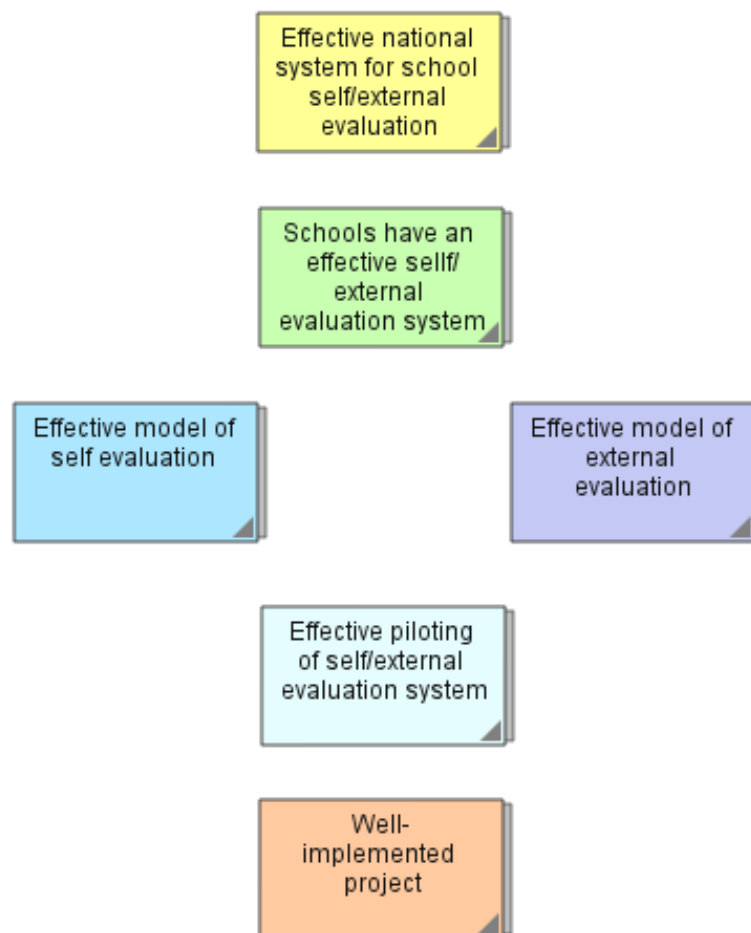 Effective national
system for school
self/external
evaluation
Schools have an
effective sellf/
external
evaluation system
Effective model of
self evaluation
Effective model of
external
evaluation
Effective piloting
of self/external
evaluation system
Well-
implemented
project